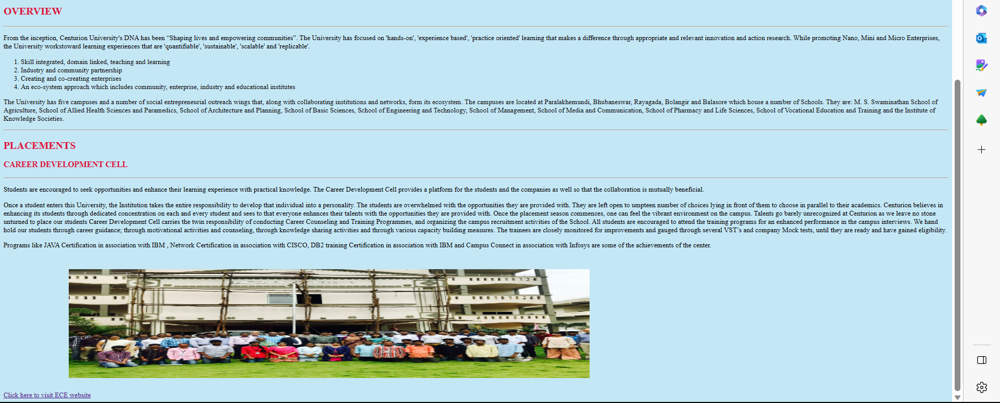 OVERVIEW
From the inception, Centurion University's DNA has been “Shaping lives and empowering communities”. The University has focused on 'hands-on', 'experience based', 'practice oriented' learning that makes a difference through appropriate and relevant innovation and action research. While promoting Nano, Mini and Micro Enterprises,
the University workstoward learning experiences that are 'quantifiable', 'sustainable', 'scalable' and 'replicable'.
1. Skill integrated, domain linked, teaching and learning
2. Industry and community partnership
3. Creating and co-creating enterprises
4. An eco-system approach which includes community, enterprise, industry and educational institutes
The University has five campuses and a number of social entrepreneurial outreach wings that, along with collaborating institutions and networks, form its ecosystem. The campuses are located at Paralakhemundi, Bhubaneswar, Rayagada, Bolangir and Balasore which house a number of Schools. They are: M. S. Swaminathan School of
Agriculture, School of Allied Health Sciences and Paramedics, School of Architecture and Planning, School of Basic Sciences, School of Engineering and Technology, School of Management, School of Media and Communication, School of Pharmacy and Life Sciences, School of Vocational Education and Training and the Institute of
Knowledge Societies.
PLACEMENTS
CAREER DEVELOPMENT CELL
Students are encouraged to seek opportunities and enhance their learning experience with practical knowledge. The Career Development Cell provides a platform for the students and the companies as well so that the collaboration is mutually beneficial.
Once a student enters this University, the Institution takes the entire responsibility to develop that individual into a personality. The students are overwhelmed with the opportunities they are provided with. They are left open to umpteen number of choices lying in front of them to choose in parallel to their academics. Centurion believes in
enhancing its students through dedicated concentration on each and every student and sees to that everyone enhances their talents with the opportunities they are provided with. Once the placement season commences, one can feel the vibrant environment on the campus. Talents go barely unrecognized at Centurion as we leave no stone
unturned to place our students Career Development Cell carries the twin responsibility of conducting Career Counseling and Training Programmes, and organizing the campus recruitment activities of the School. All students are encouraged to attend the training programs for an enhanced performance in the campus interviews. We hand
hold our students through career guidance; through motivational activities and counseling, through knowledge sharing activities and through various capacity building measures. The trainees are closely monitored for improvements and gauged through several VST’s and company Mock tests, until they are ready and have gained eligibility.
Programs like JAVA Certification in association with IBM , Network Certification in association with CISCO, DB2 training Certification in association with IBM and Campus Connect in association with Infosys are some of the achievements of the center.
Click here to visit ECE website